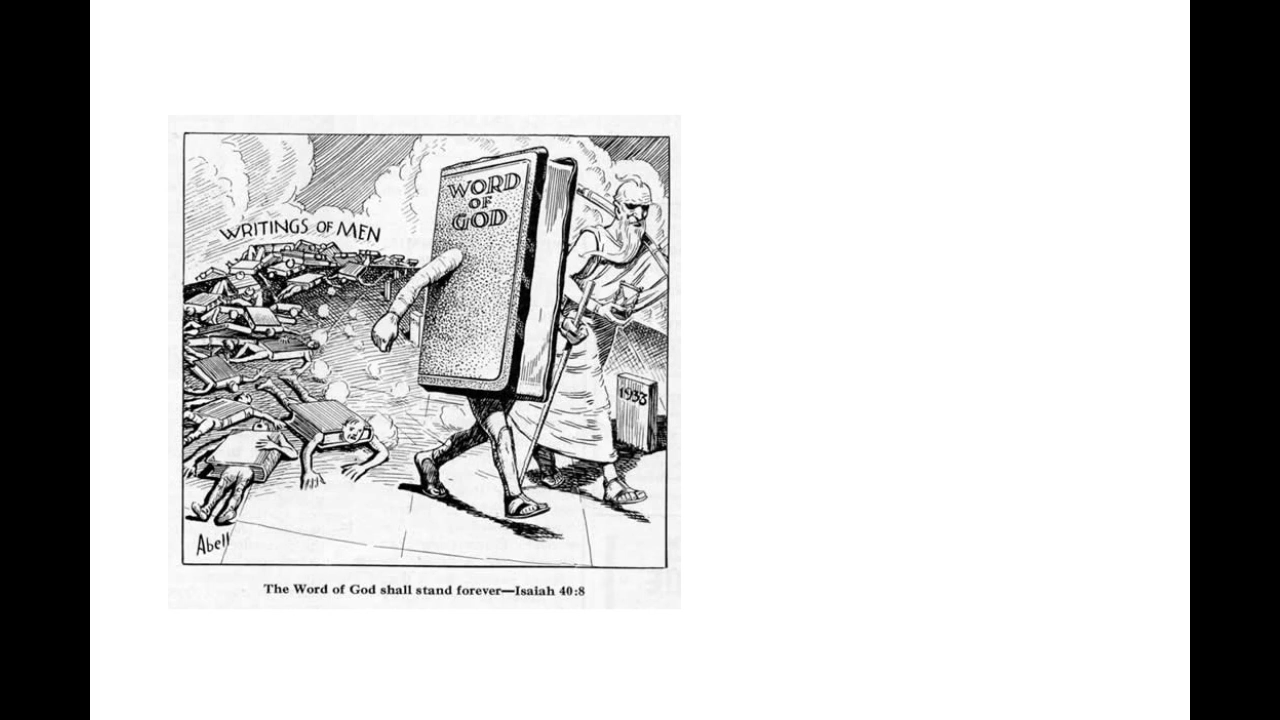 WRITINGS OF MEN
WORD
OF
GOD
1933
Abell
The Word of God shall stand forever—Isaiah 40:8